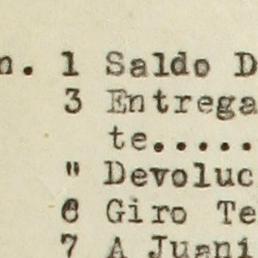 n. 1 Saldo D
3 Entrega
te.....
" Devoluc
6 Giro Te
7 A Juani